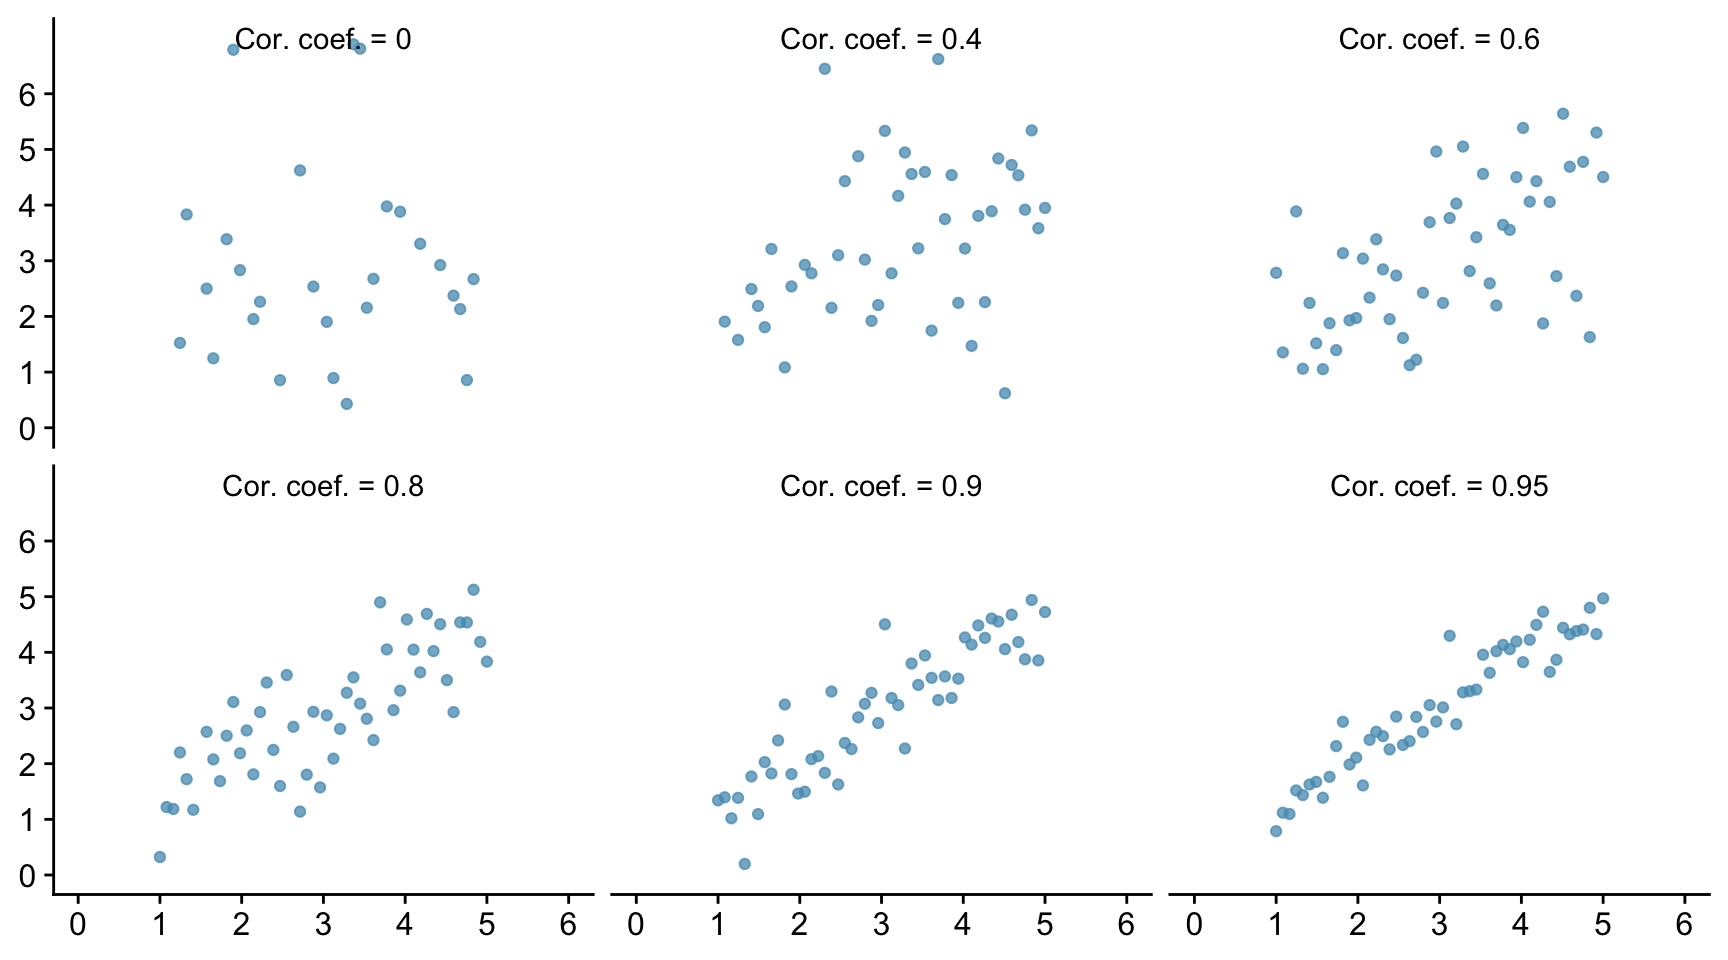 Cor. coef. = 0
Cor. coef. = 0.4
Cor. coef. = 0.6
6
5
4
3
2
1
0
Cor. coef. = 0.8
Cor. coef. = 0.9
Cor. coef. = 0.95
6
5
4
3
2
1
0
0 1 2 3 4 5 6
0 1 2 3 4 5 6
0 1 2 3 4 5 6